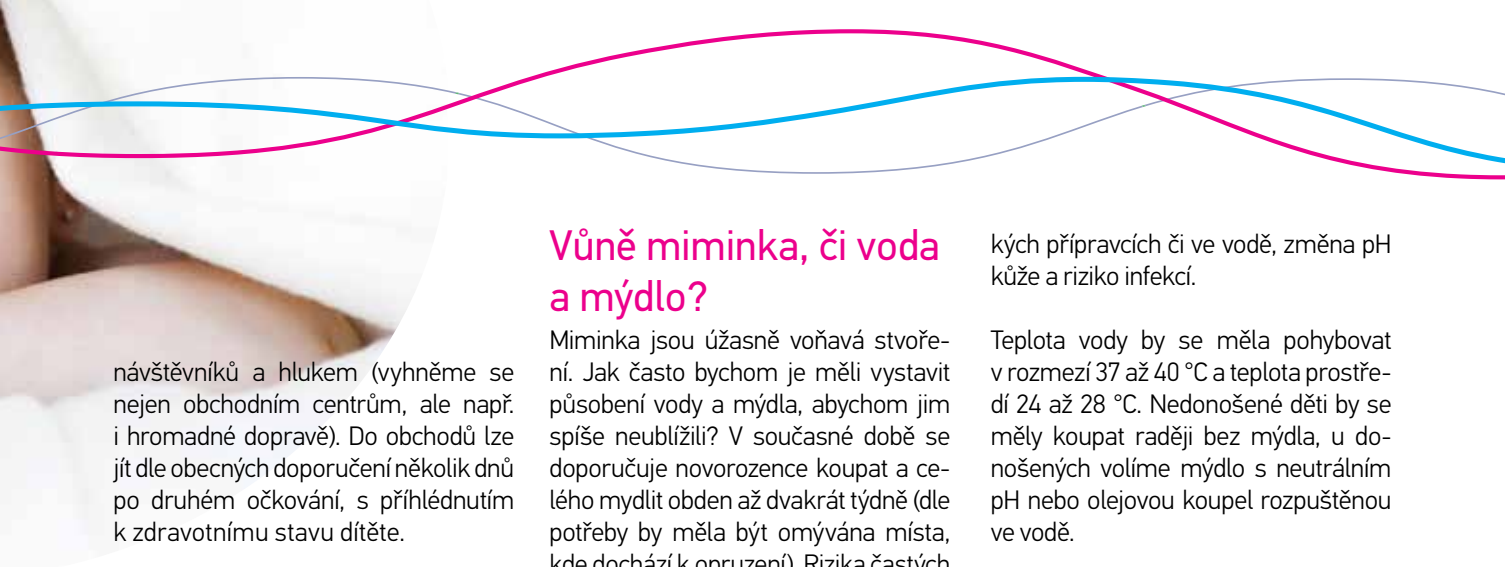 návštěvníků a hlukem (vyhněme se
nejen obchodním centrům, ale např.
i hromadné dopravě). Do obchodů lze
jít dle obecných doporučení několik dnů
po druhém očkování, s příhlédnutím
k zdravotnímu stavu dítěte.
Vůně miminka, či voda
a mýdlo?
Miminka jsou úžasně voňavá stvoře-
ní. Jak často bychom je měli vystavit
působení vody a mýdla, abychom jim
spíše neublížili? V současné době se
doporučuje novorozence koupat a ce-
lého mydlit obden až dvakrát týdně (dle
potřeby by měla být omývána místa,
kde dochází k opruzení). Rizika častých
kých přípravcích či ve vodě, změna pH
kůže a riziko infekcí.
Teplota vody by se měla pohybovat
v rozmezí 37 až 40 °C a teplota prostře-
dí 24 až 28 °C. Nedonošené děti by se
měly koupat raději bez mýdla, u do-
nošených volíme mýdlo s neutrálním
pH nebo olejovou koupel rozpuštěnou
ve vodě.